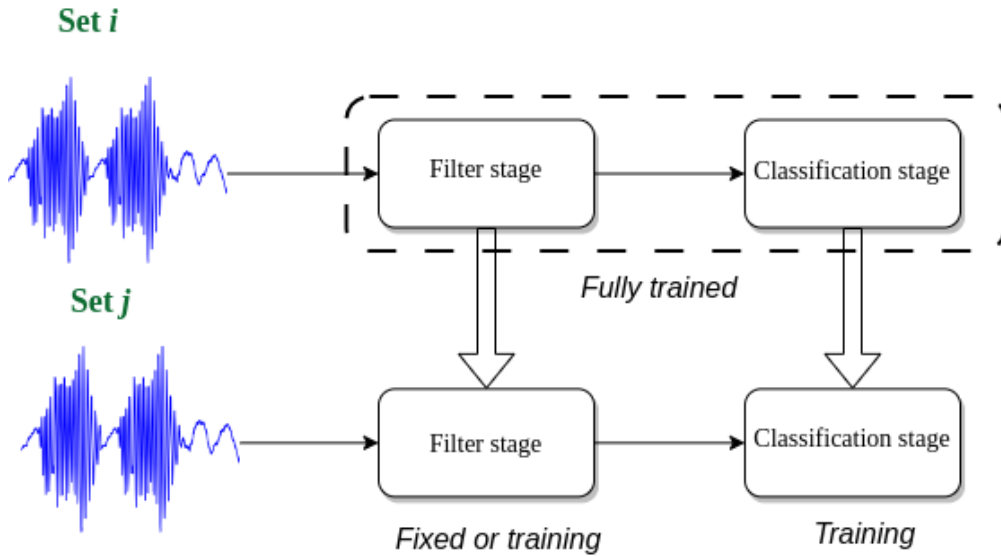 Set i
Filter stage
Classification stage
Fully trained
Set j
Filter stage
Classification stage
Fixed or training
Training